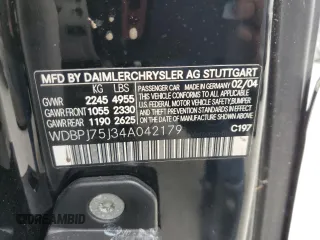 MFD BY DAIMLERCHRYSLER AG STUTTGART
MADE IN GERMANY 02/04
KG LBS
GVWR 2245 4955
GAWR FRONT 1055 2330
GAWR REAR 1190 2625
PASSENGER CAR
THIS VEHICLE CONFORMS TO ALL
APPLICABLE U.S. FEDERAL MOTOR
VEHICLE SAFETY, BUMPER,
AND THEFT PREVENTION STANDARDS
IN EFFECT ON THE DATE OF
MANUFACTURE SHOWN ABOVE.
WDBPJ75J34A042179
C197
DREAMBID